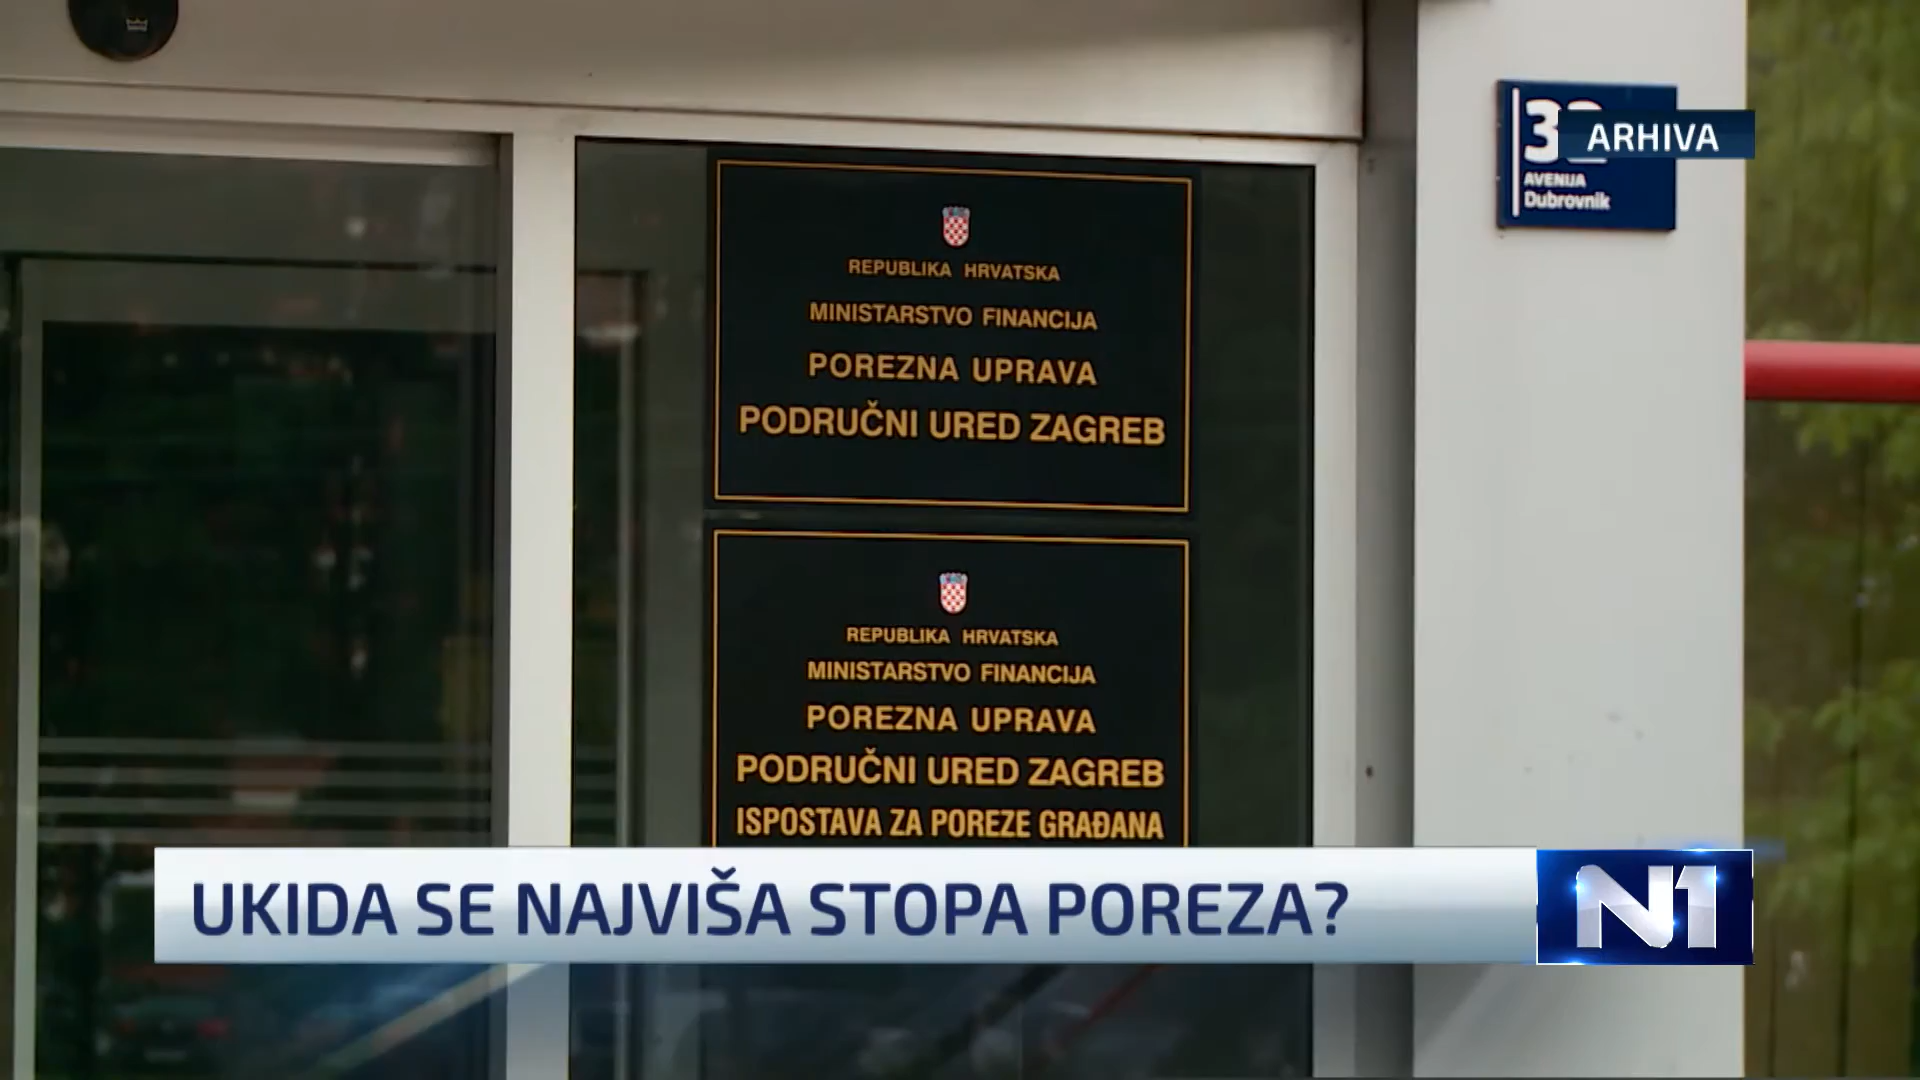 ARHIVA
AVENIJA
Dubrovnik
REPUBLIKA HRVATSKA
MINISTARSTVO FINANCIJA
POREZNA UPRAVA
PODRUČNI URED ZAGREB
REPUBLIKA HRVATSKA
MINISTARSTVO FINANCIJA
POREZNA UPRAVA
PODRUČNI URED ZAGREB
ISPOSTAVA ZA POREZE GRAĐANA
UKIDA SE NAJVIŠA STOPA POREZA?
N1